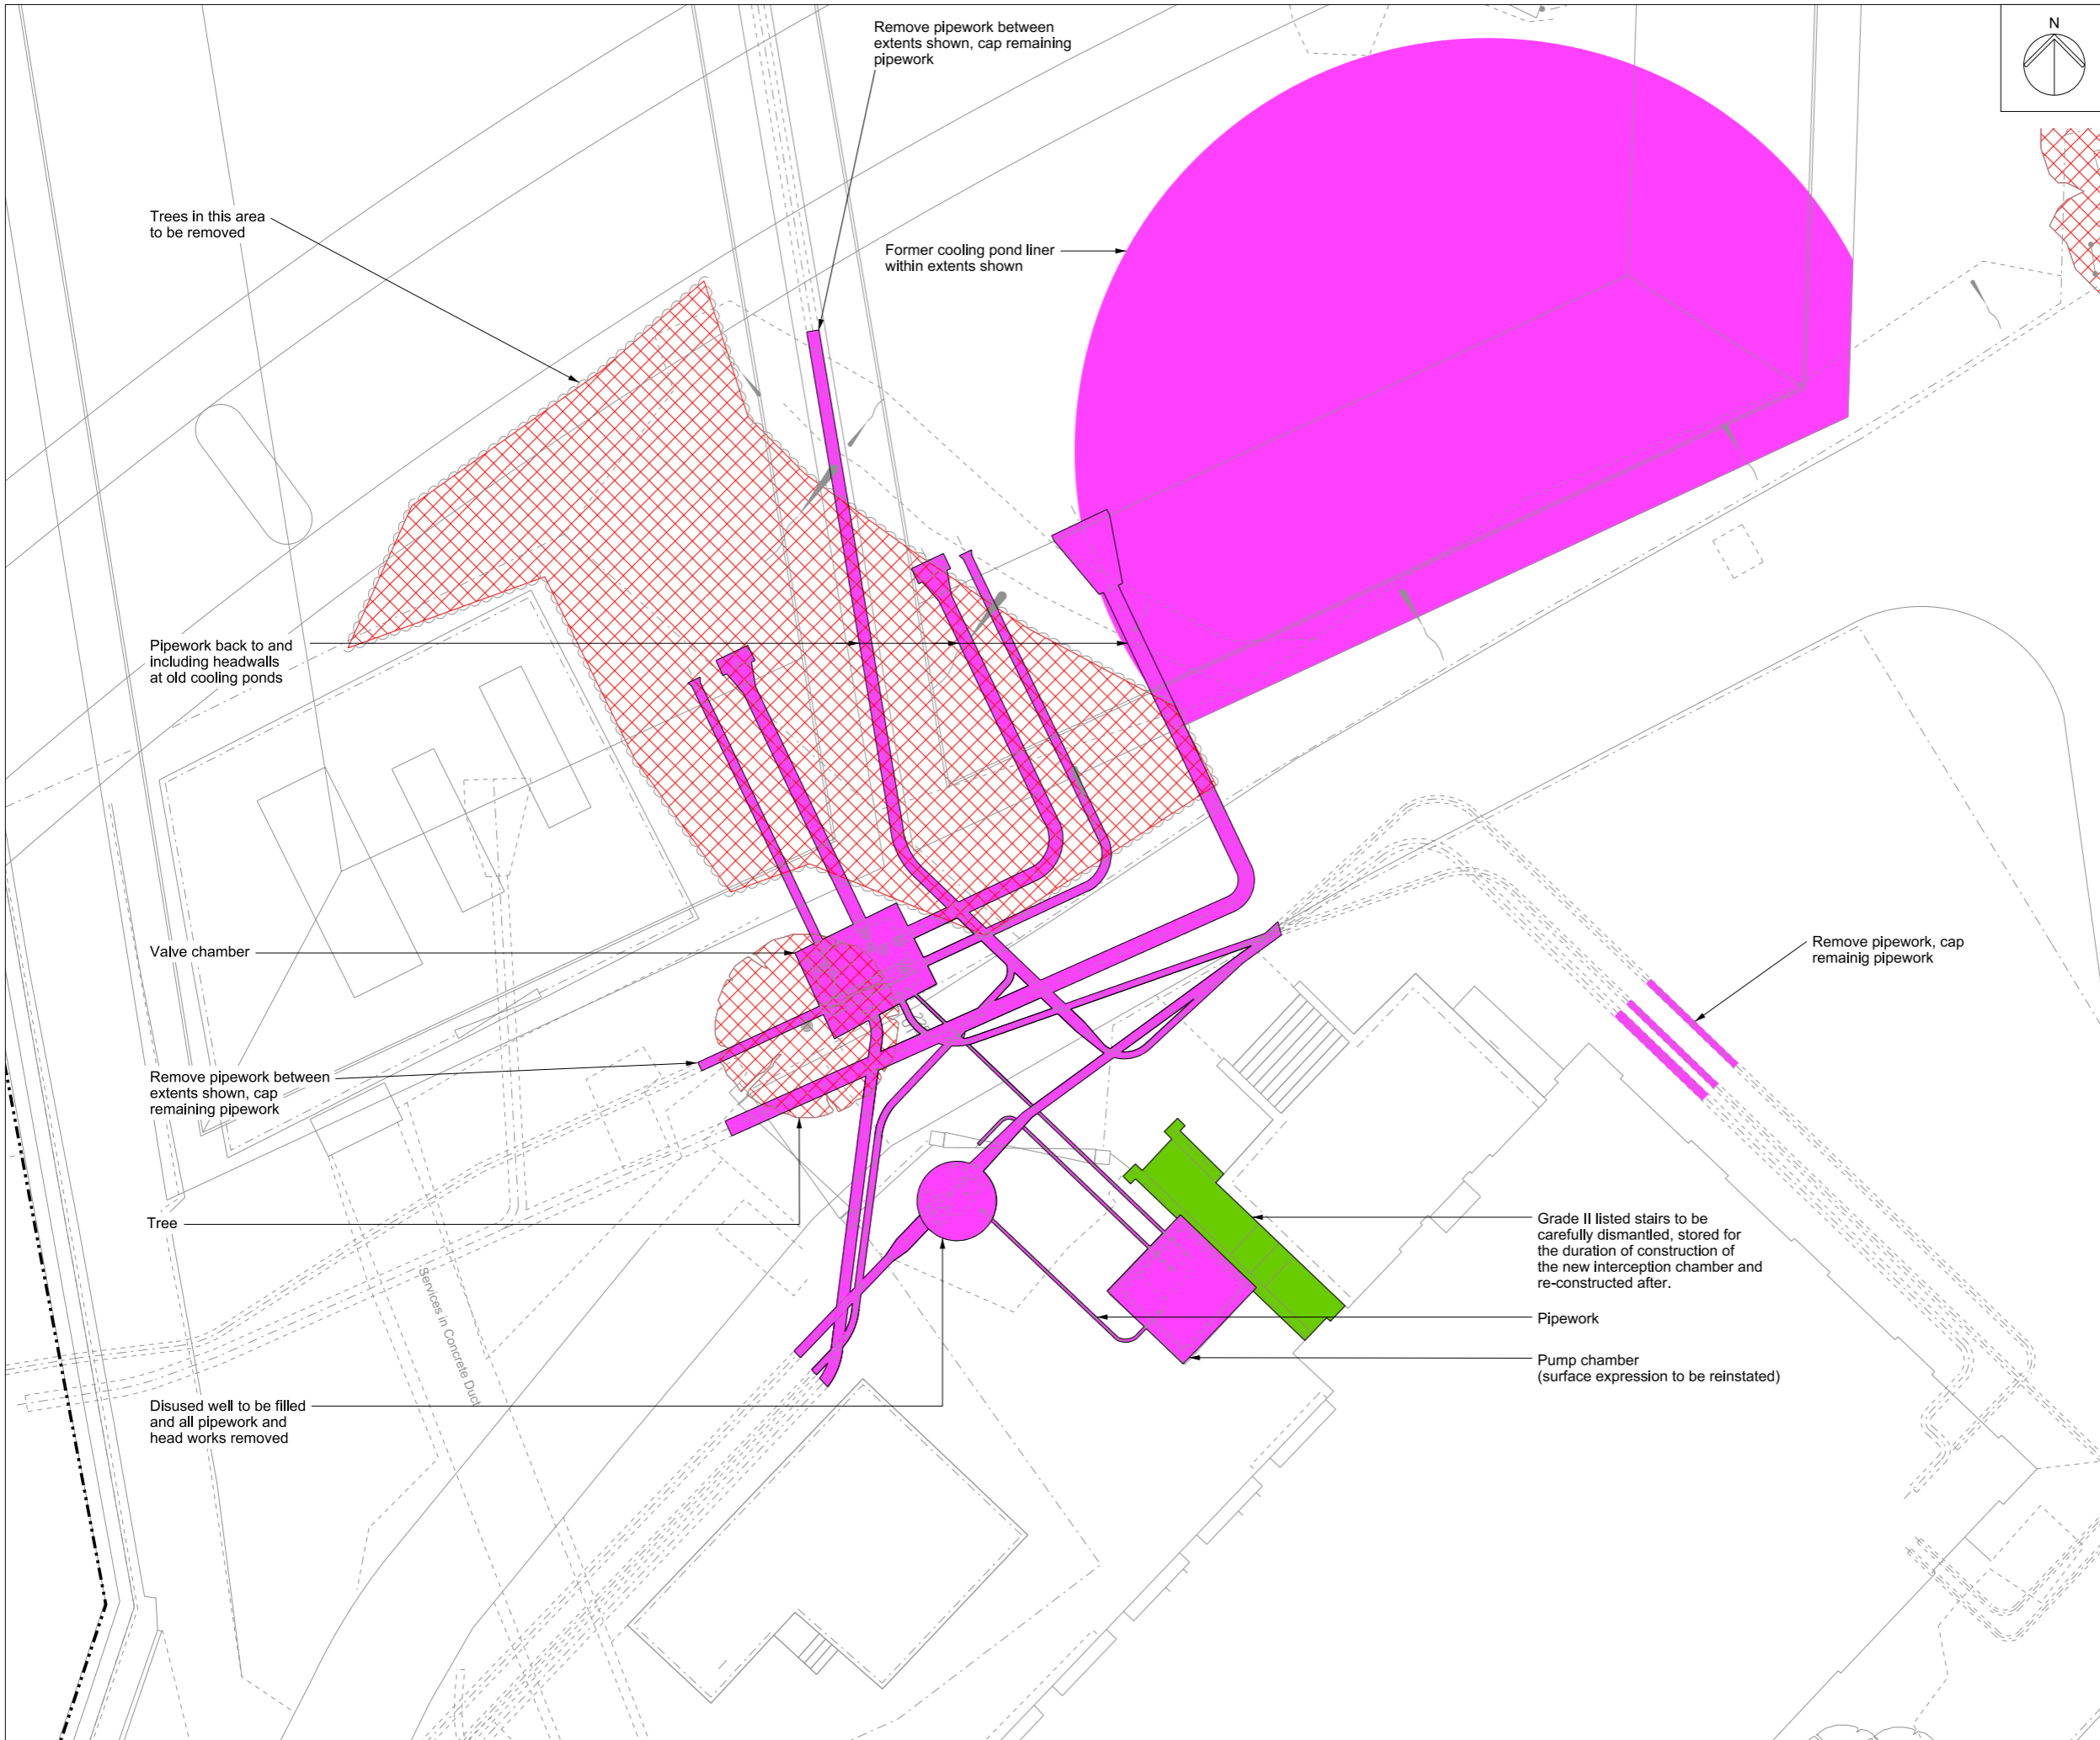 Remove pipework between
extents shown, cap remaining
pipework
N
Trees in this area
to be removed
Former cooling pond liner
within extents shown
Pipework back to and
including headwalls
at old cooling ponds
Valve chamber
Remove pipework, cap
remainig pipework
Remove pipework between
extents shown, cap
remaining pipework
Tree
Grade II listed stairs to be
carefully dismantled, stored for
the duration of construction of
the new interception chamber and
re-constructed after.
Services in Concrete Duct
Pipework
Pump chamber
(surface expression to be reinstated)
Disused well to be filled
and all pipework and
head works removed